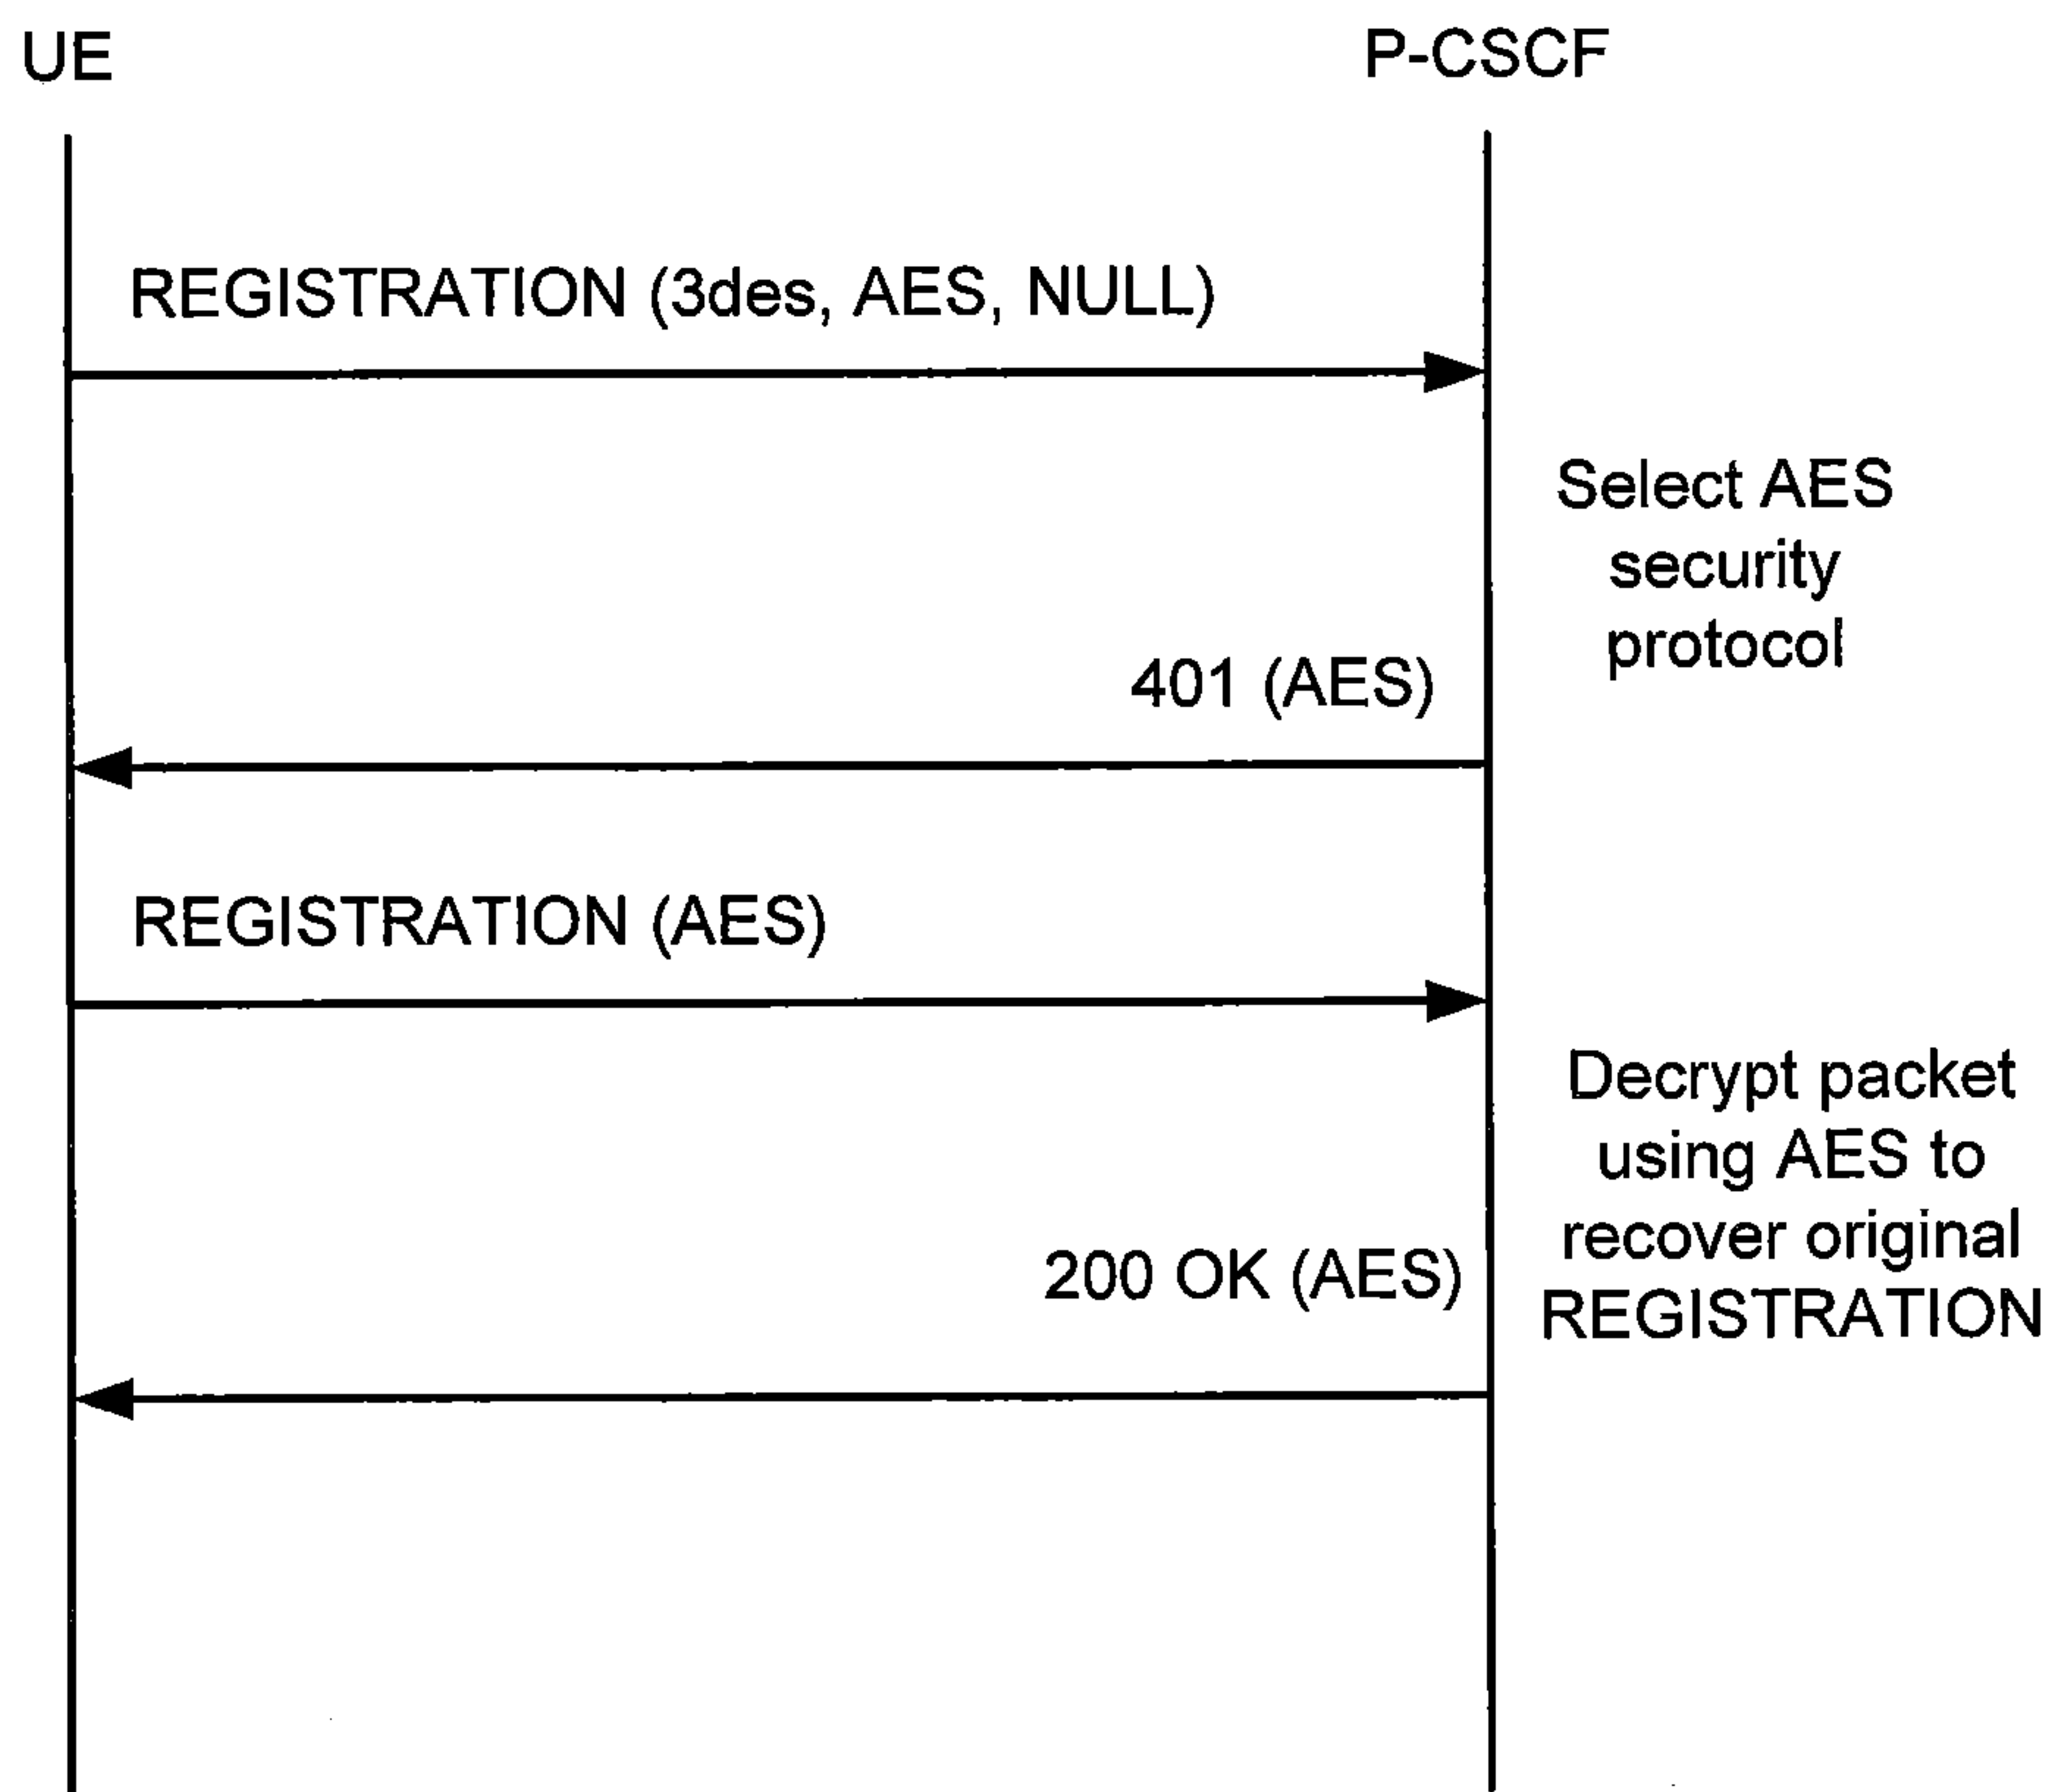 UE
P-CSCF
REGISTRATION (3des, AES, NULL)
Select AES
security
protocol
401 (AES)
REGISTRATION (AES)
Decrypt packet
using AES to
recover original
REGISTRATION
200 OK (AES)